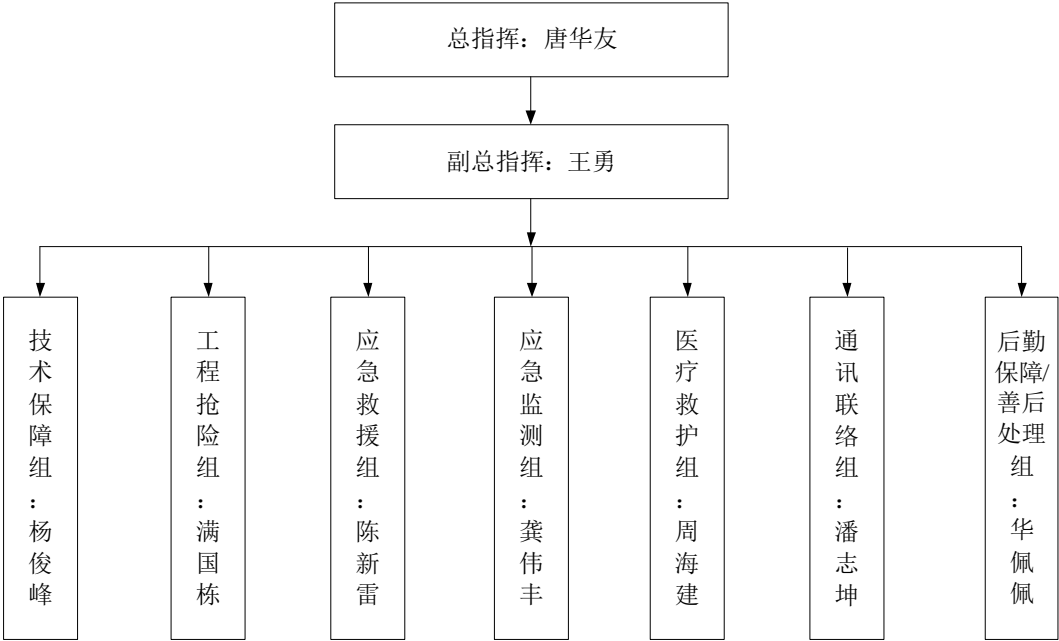 总指挥：唐华友
副总指挥：王勇
技术保障组：杨俊峰
工程抢险组：满国栋
应急救援组：陈新雷
应急监测组：龚伟丰
医疗救护组：周海建
通讯联络组：潘志坤
后勤保障/善后处理组：华佩佩